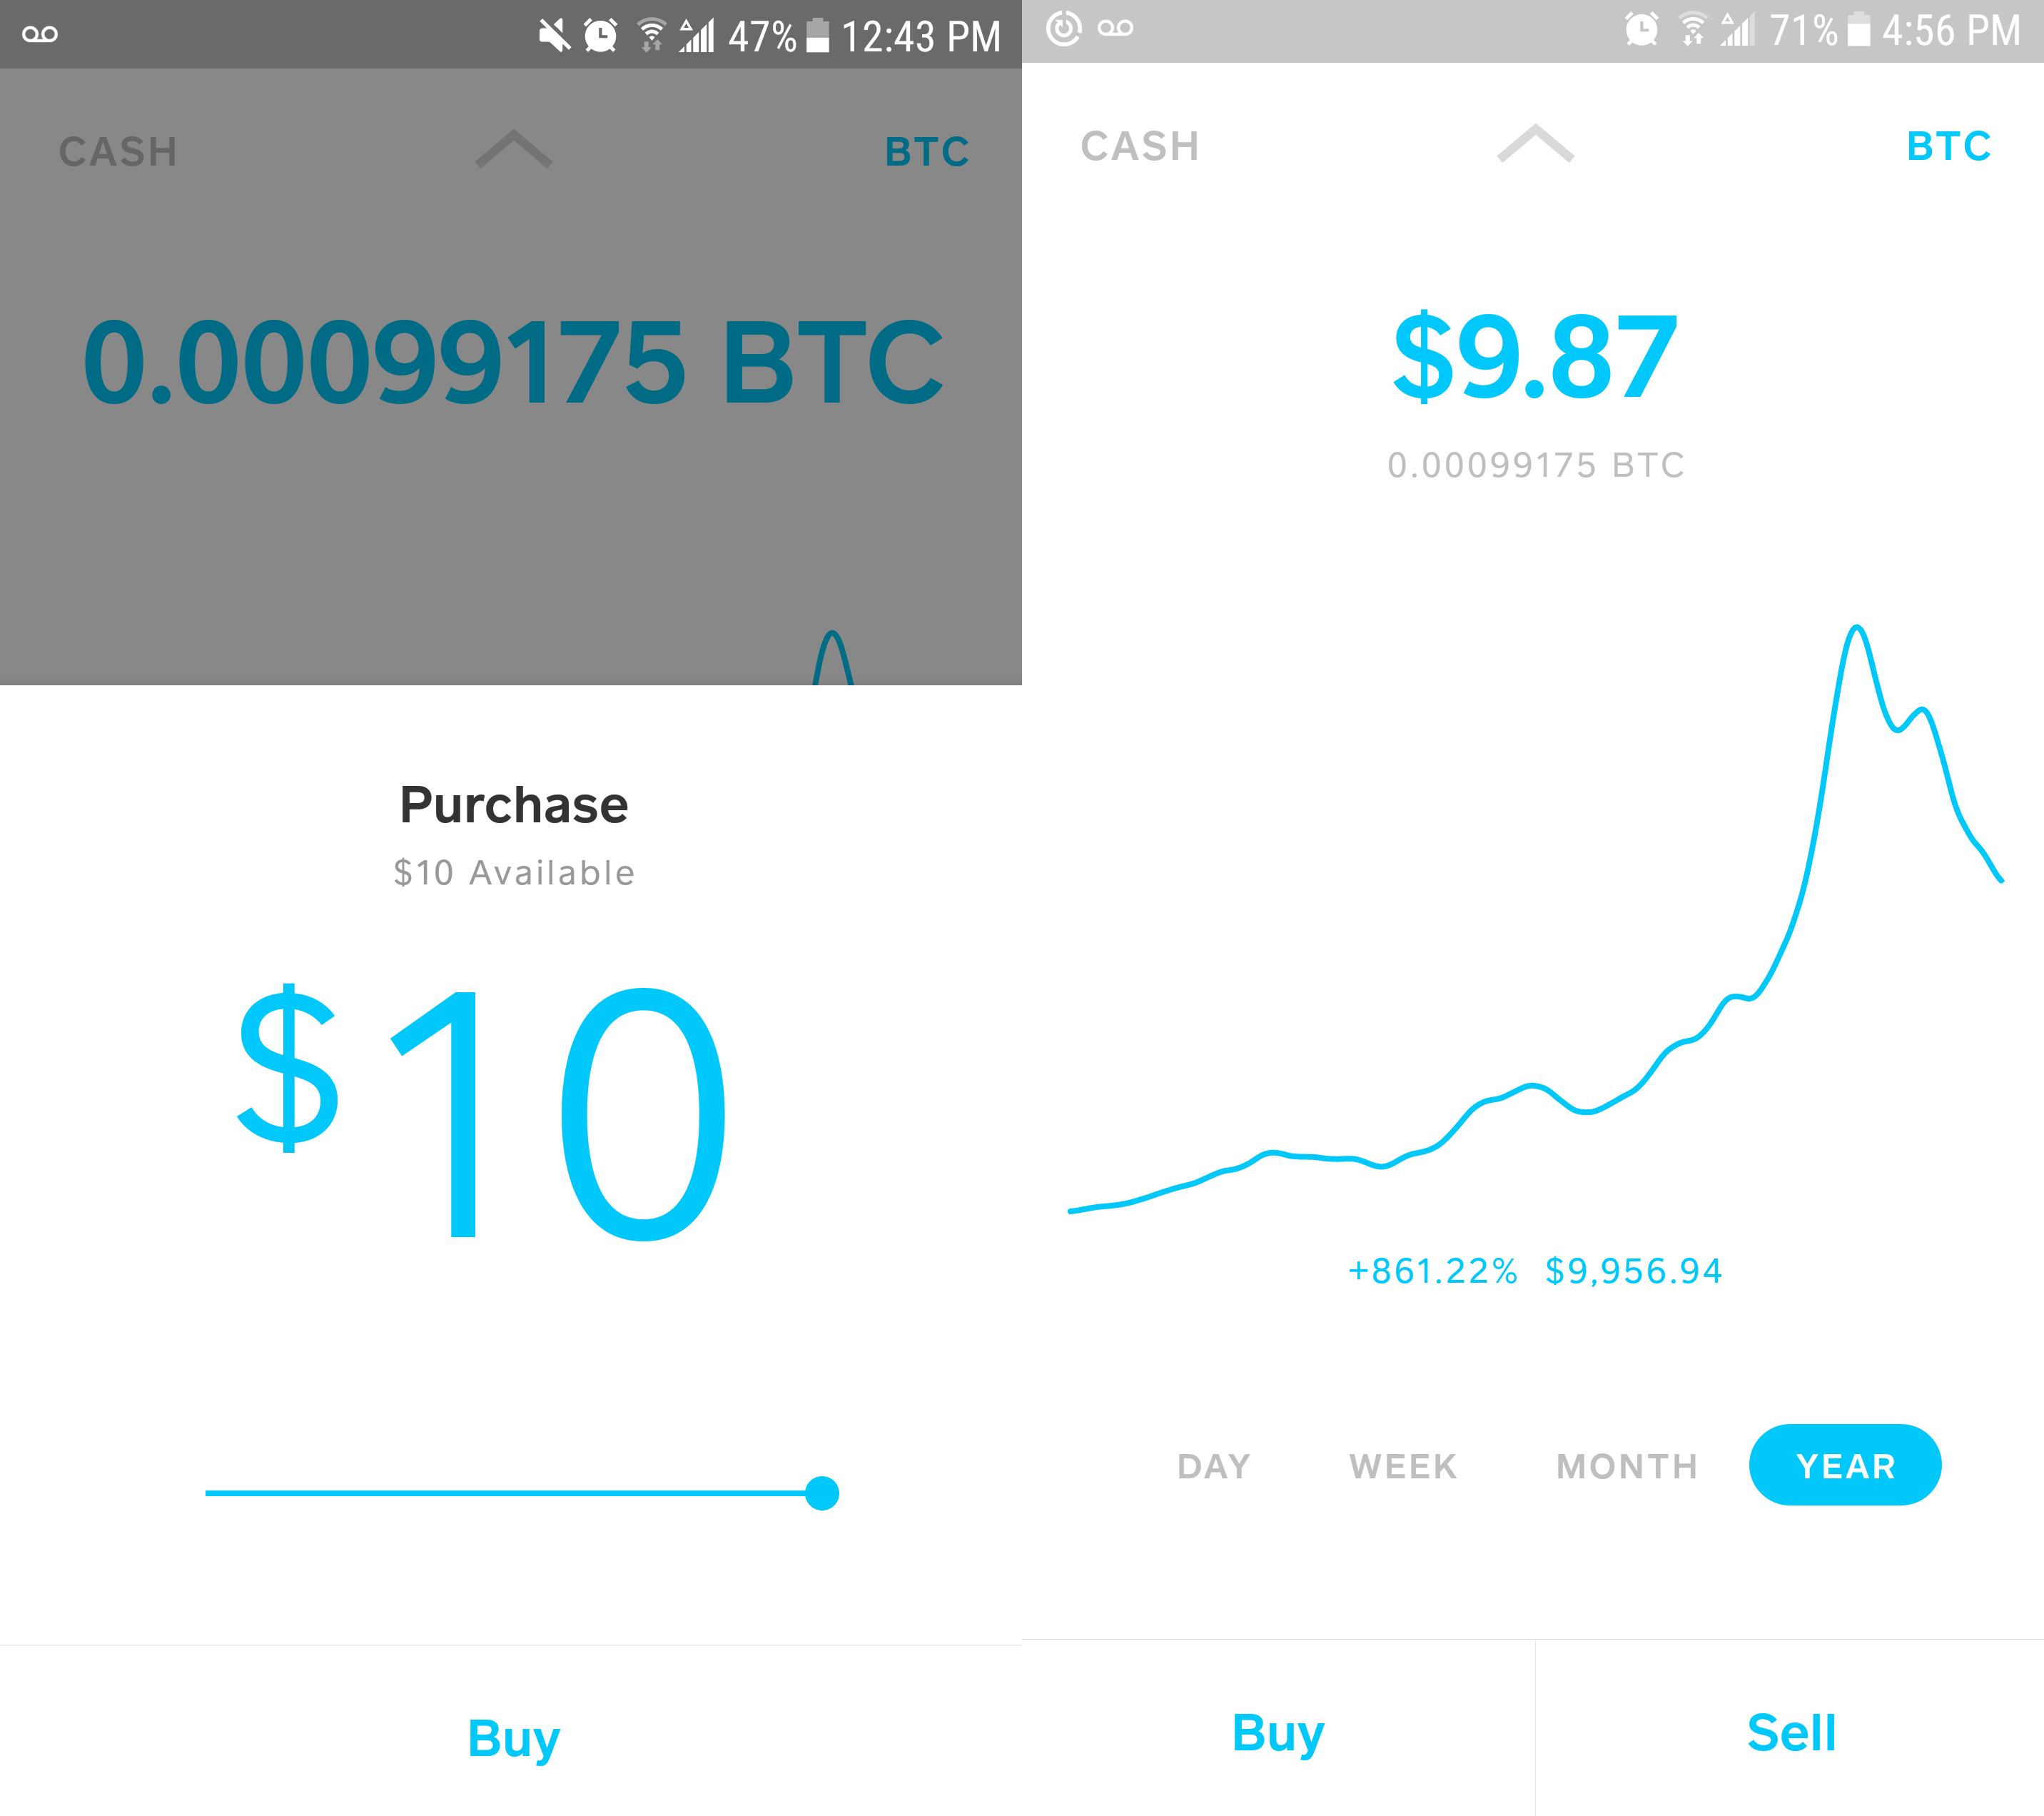 47% 12:43 PM
CASH BTC
0.00099175 BTC
Purchase
$10 Available
$10
Buy
71% 4:56 PM
CASH BTC
$9.87
0.00099175 BTC
+861.22% $9,956.94
DAY WEEK MONTH YEAR
Buy Sell